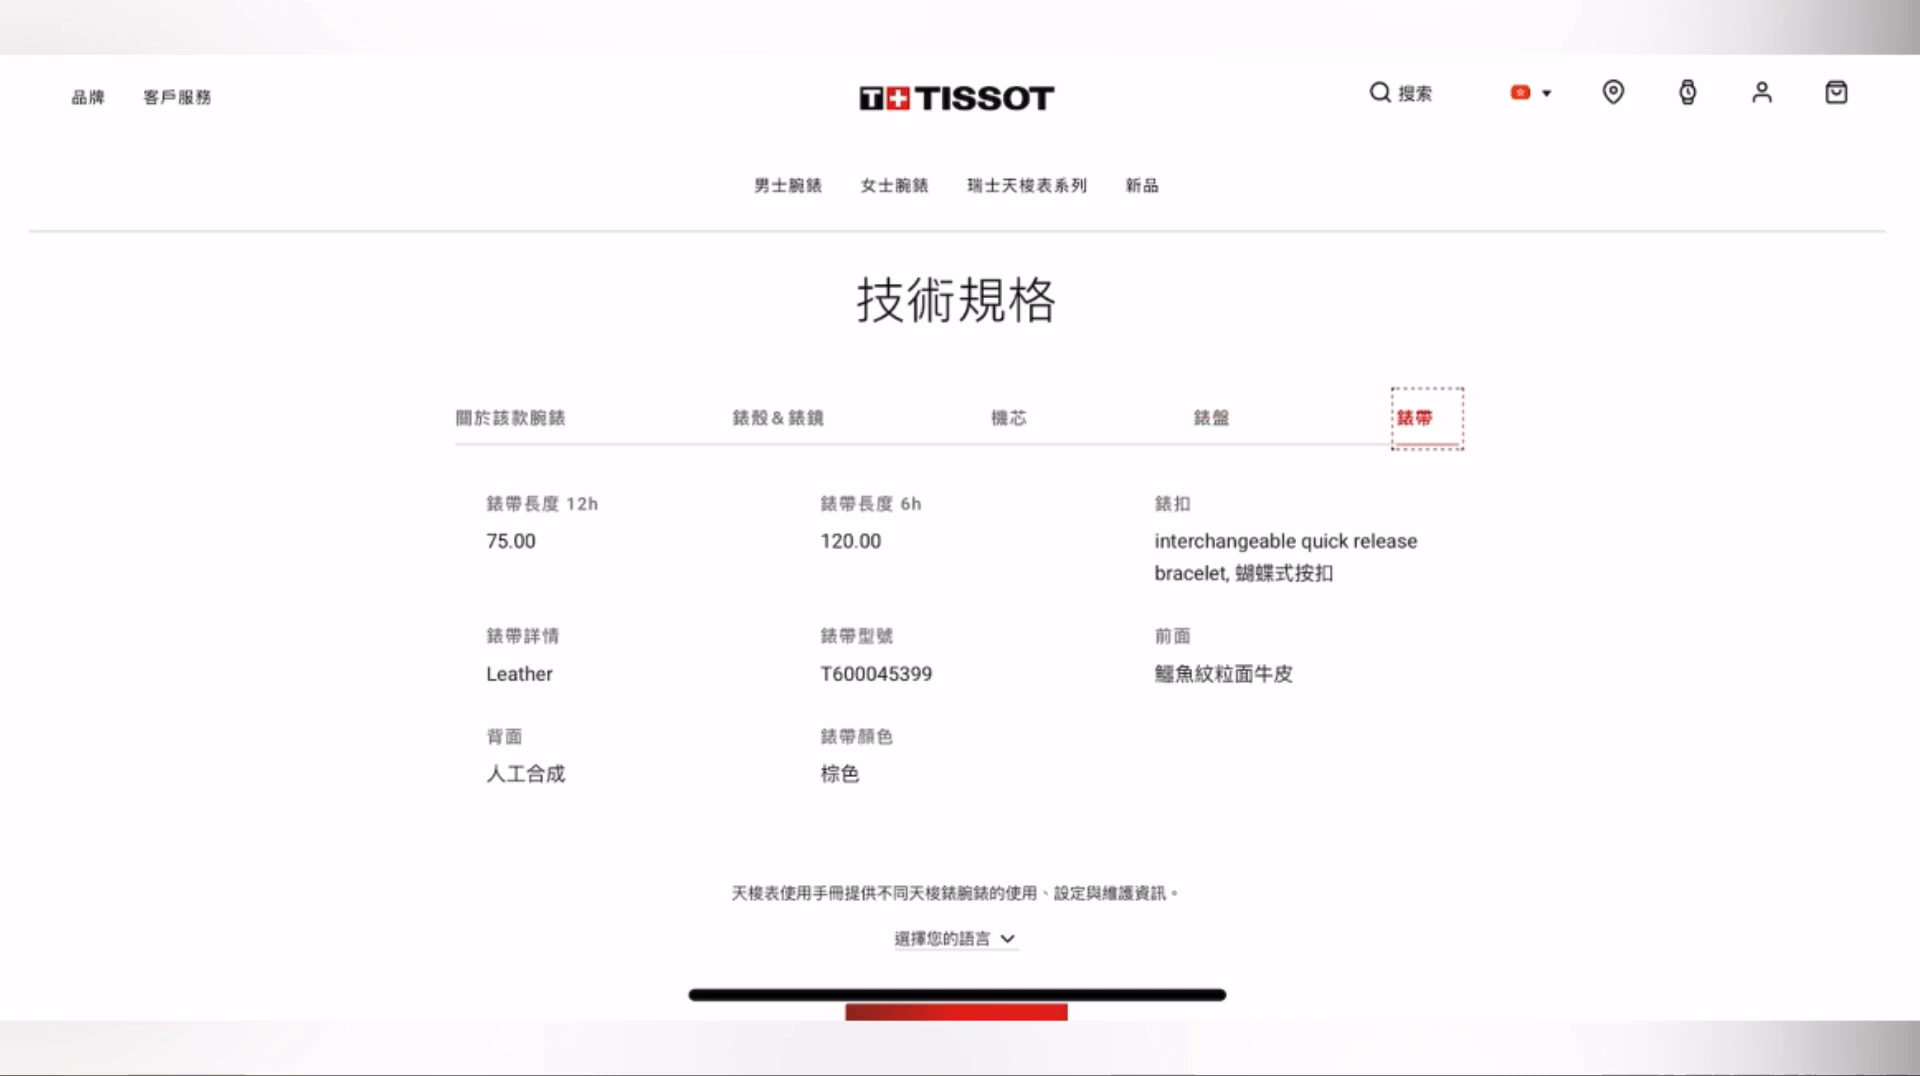 品牌 客戶服務 TISSOT 搜索
男士腕錶 女士腕錶 瑞士天梭表系列 新品
技術規格
關於該款腕錶 錶殼＆錶鏡 機芯 錶盤 錶帶
錶帶長度 12h 錶帶長度 6h 錶扣
75.00 120.00 interchangeable quick release
bracelet, 蝴蝶式按扣
錶帶詳情 錶帶型號 前面
Leather T600045399 鱷魚紋粒面牛皮
背面 錶帶顏色
人工合成 棕色
天梭表使用手冊提供不同天梭錶腕錶的使用、設定與維護資訊。
選擇您的語言